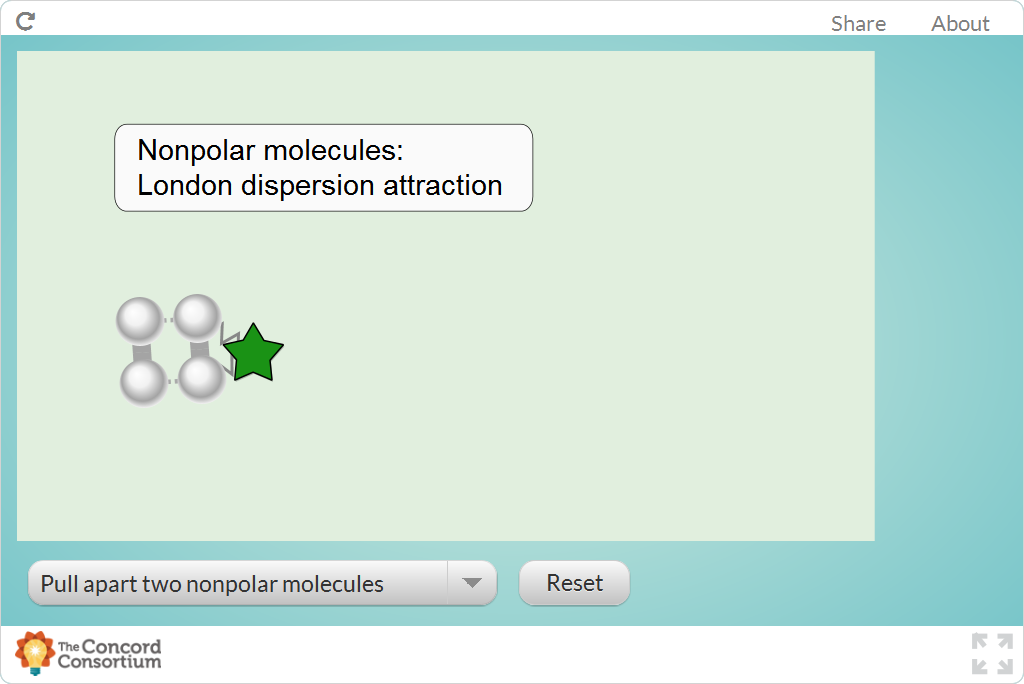 Share About
Nonpolar molecules:
London dispersion attraction
Pull apart two nonpolar molecules
Reset
The Concord
Consortium